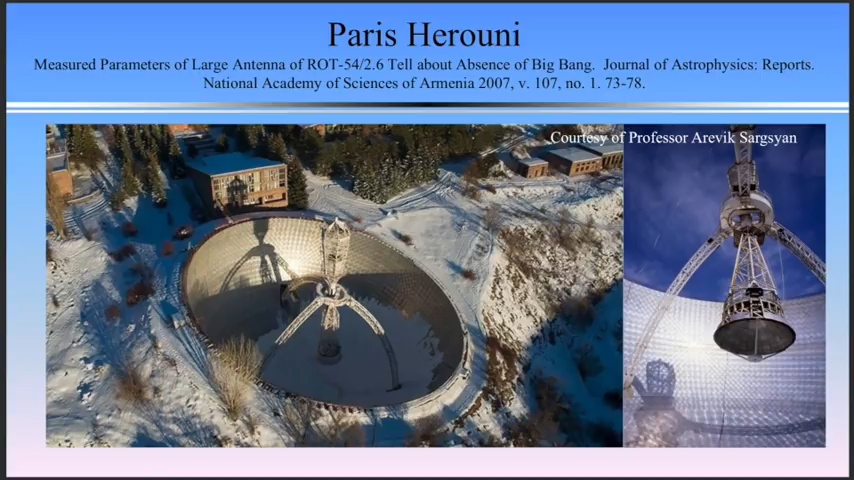 Paris Herouni
Measured Parameters of Large Antenna of ROT-54/2.6 Tell about Absence of Big Bang. Journal of Astrophysics: Reports.
National Academy of Sciences of Armenia 2007, v. 107, no. 1. 73-78.
Courtesy of Professor Arevik Sargsyan